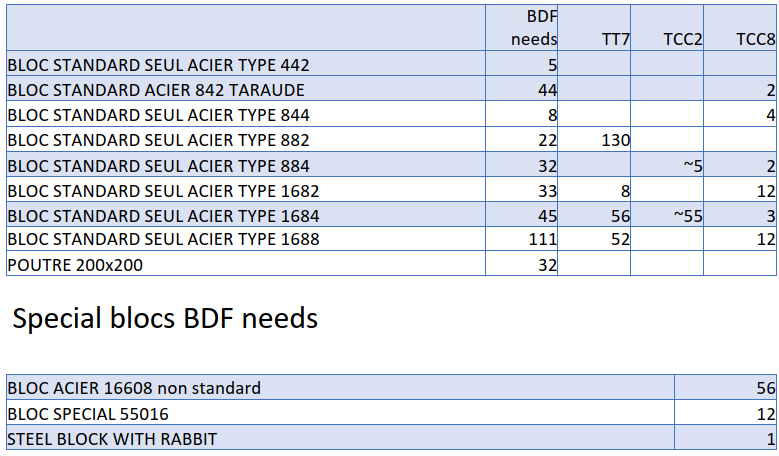 BDF
needs TT7 TCC2 TCC8
BLOC STANDARD SEUL ACIER TYPE 442 5
BLOC STANDARD ACIER 842 TARAUDE 44 2
BLOC STANDARD SEUL ACIER TYPE 844 8 4
BLOC STANDARD SEUL ACIER TYPE 882 22 130
BLOC STANDARD SEUL ACIER TYPE 884 32 ~5 2
BLOC STANDARD SEUL ACIER TYPE 1682 33 8 12
BLOC STANDARD SEUL ACIER TYPE 1684 45 56 ~55 3
BLOC STANDARD SEUL ACIER TYPE 1688 111 52 12
POUTRE 200x200 32
Special blocs BDF needs
BLOC ACIER 16608 non standard 56
BLOC SPECIAL 55016 12
STEEL BLOCK WITH RABBIT 1